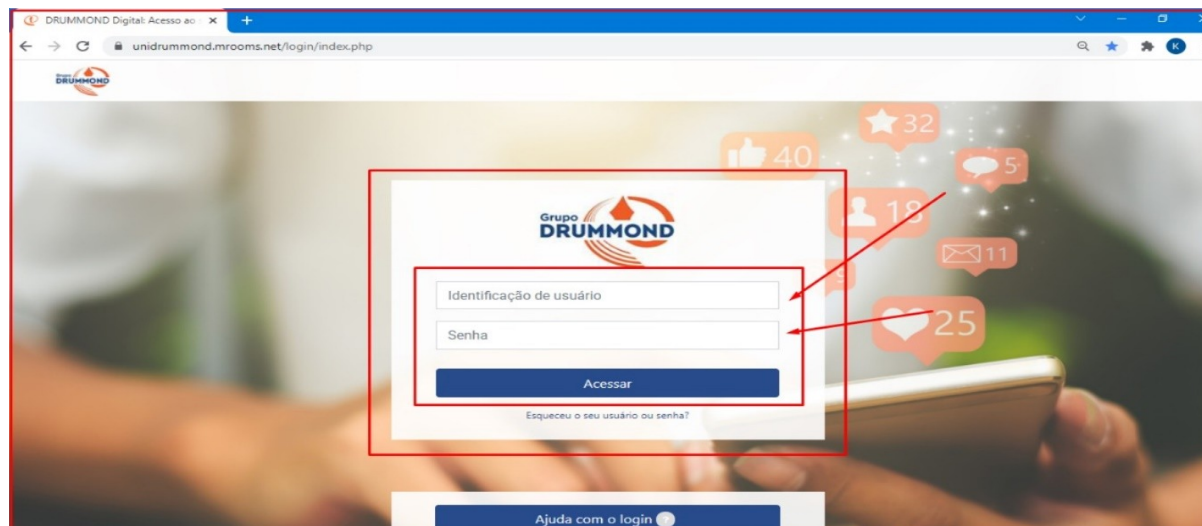 DRUMMOND Digital: Acesso ao
unidrummond.mrooms.net/login/index.php
K
Grupo
DRUMMOND
32
40
5
18
11
9
25
Grupo
DRUMMOND
Identificação de usuário
Senha
Acessar
Esqueceu o seu usuário ou senha?
Ajuda com o login ?